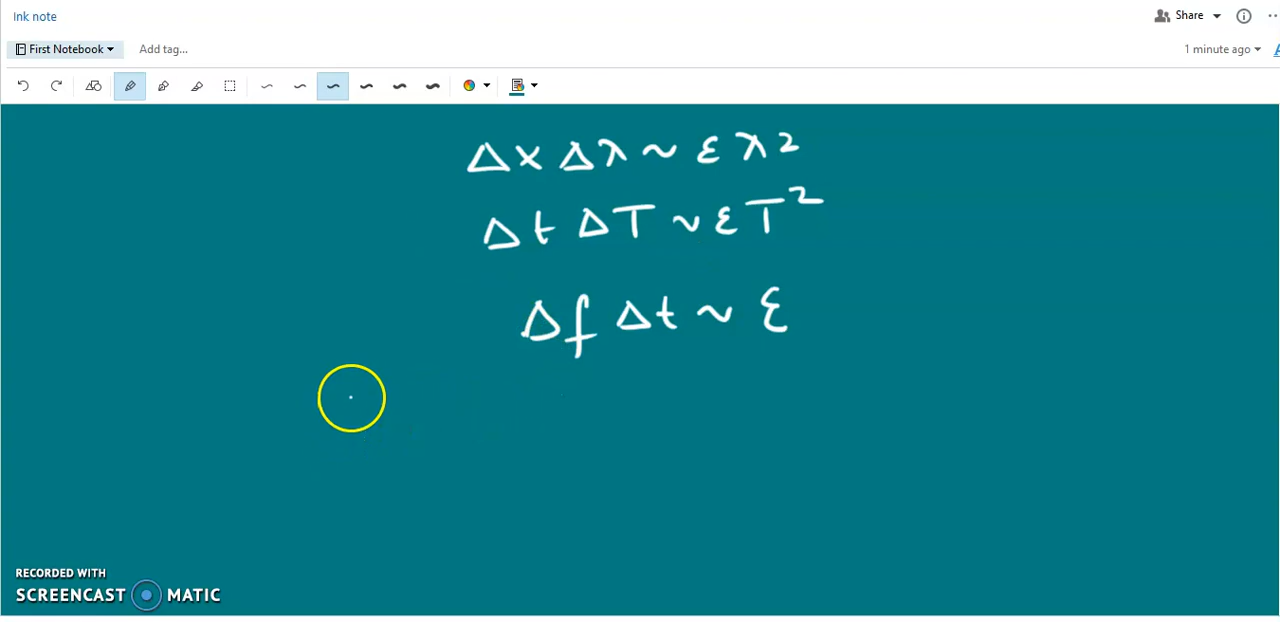 Ink note
Share
First Notebook
Add tag...
1 minute ago
Δx Δλ ~ ε λ²
Δt ΔT ~ ε T²
Δf Δt ~ ε
RECORDED WITH
SCREENCAST MATIC